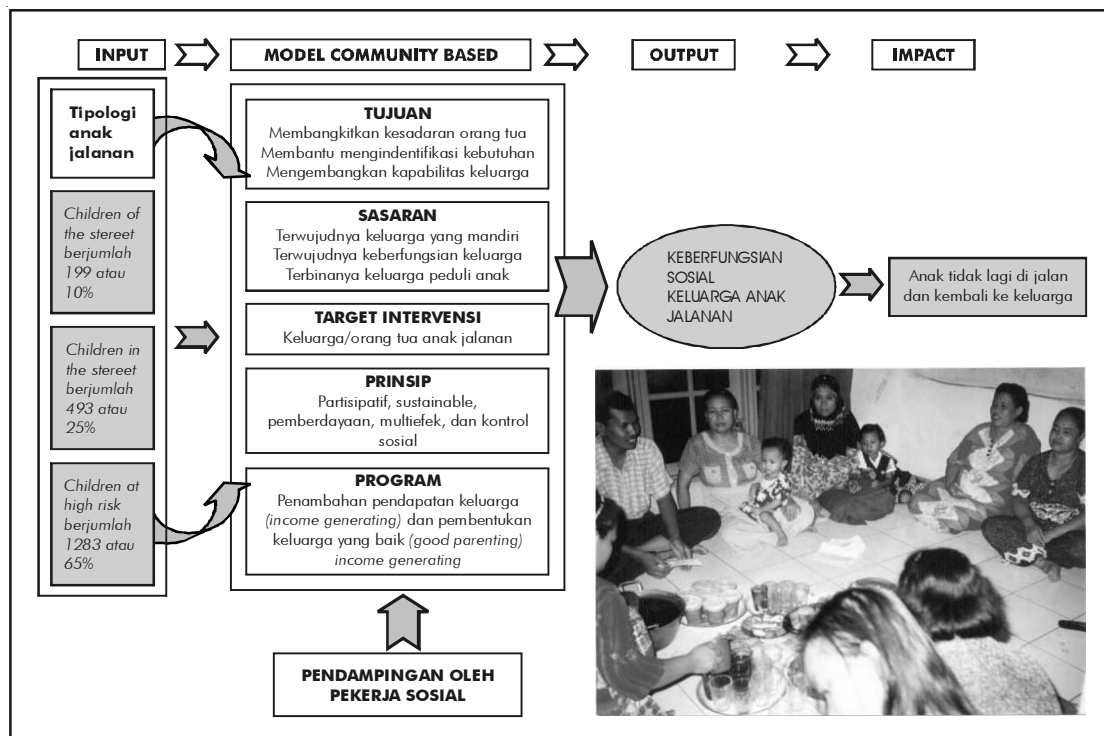 INPUT
MODEL COMMUNITY BASED
OUTPUT
IMPACT
Tipologi
anak
jalanan
Children of
the stereet
berjumlah
199 atau
10%
Children in
the stereet
berjumlah
493 atau
25%
Children at
high risk
berjumlah
1283 atau
65%
TUJUAN
Membangkitkan kesadaran orang tua
Membantu mengindentifikasi kebutuhan
Mengembangkan kapabilitas keluarga
SASARAN
Terwujudnya keluarga yang mandiri
Terwujudnya keberfungsian keluarga
Terbinanya keluarga peduli anak
TARGET INTERVENSI
Keluarga/orang tua anak jalanan
PRINSIP
Partisipatif, sustainable,
pemberdayaan, multiefek, dan kontrol
sosial
PROGRAM
Penambahan pendapatan keluarga
(income generating) dan pembentukan
keluarga yang baik (good parenting)
income generating
PENDAMPINGAN OLEH
PEKERJA SOSIAL
KEBERFUNGSIAN
SOSIAL
KELUARGA ANAK
JALANAN
Anak tidak lagi di jalan
dan kembali ke keluarga